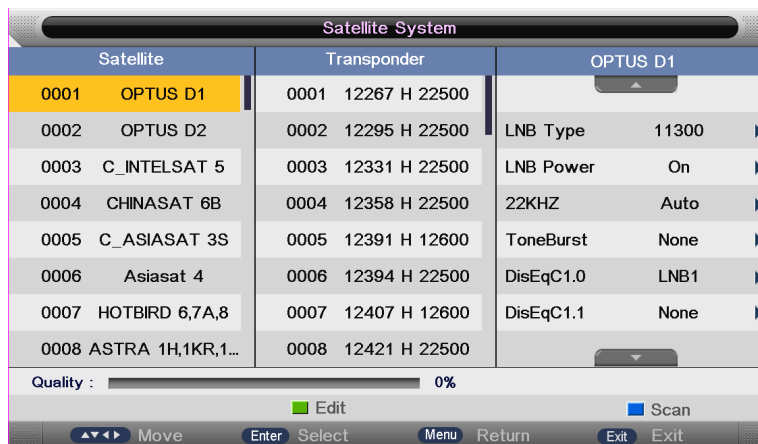 Satellite System
Satellite Transponder OPTUS D1
0001 OPTUS D1 0001 12267 H 22500
0002 OPTUS D2 0002 12295 H 22500 LNB Type 11300
0003 C_INTELSAT 5 0003 12331 H 22500 LNB Power On
0004 CHINASAT 6B 0004 12358 H 22500 22KHZ Auto
0005 C_ASIASAT 3S 0005 12391 H 12600 ToneBurst None
0006 Asiasat 4 0006 12394 H 22500 DisEqC1.0 LNB1
0007 HOTBIRD 6,7A,8 0007 12407 H 12600 DisEqC1.1 None
0008 ASTRA 1H,1KR,1... 0008 12421 H 22500
Quality : 0%
Edit Scan
Move Enter Select Menu Return Exit Exit